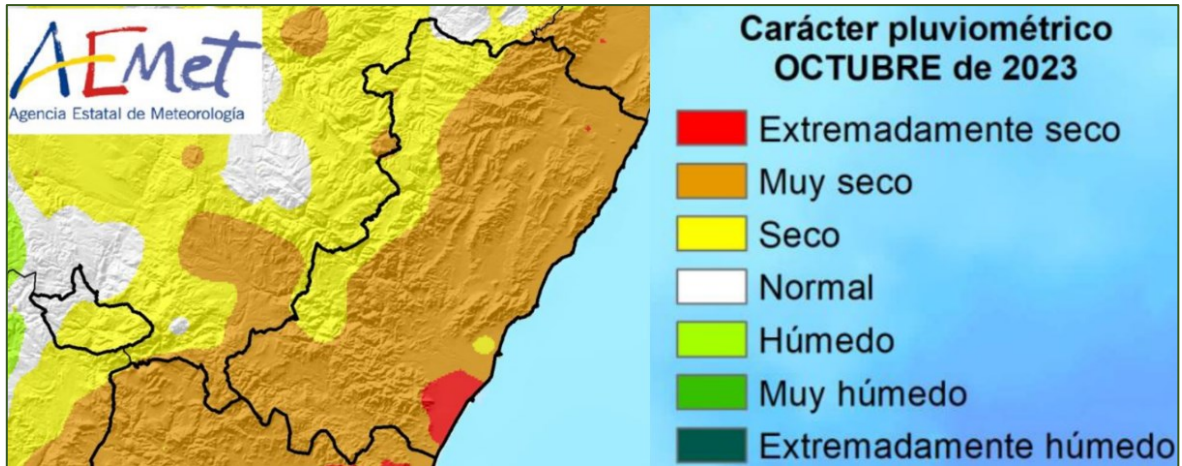 AEMet
Agencia Estatal de Meteorología
Carácter pluviométrico
OCTUBRE de 2023
Extremadamente seco
Muy seco
Seco
Normal
Húmedo
Muy húmedo
Extremadamente húmedo